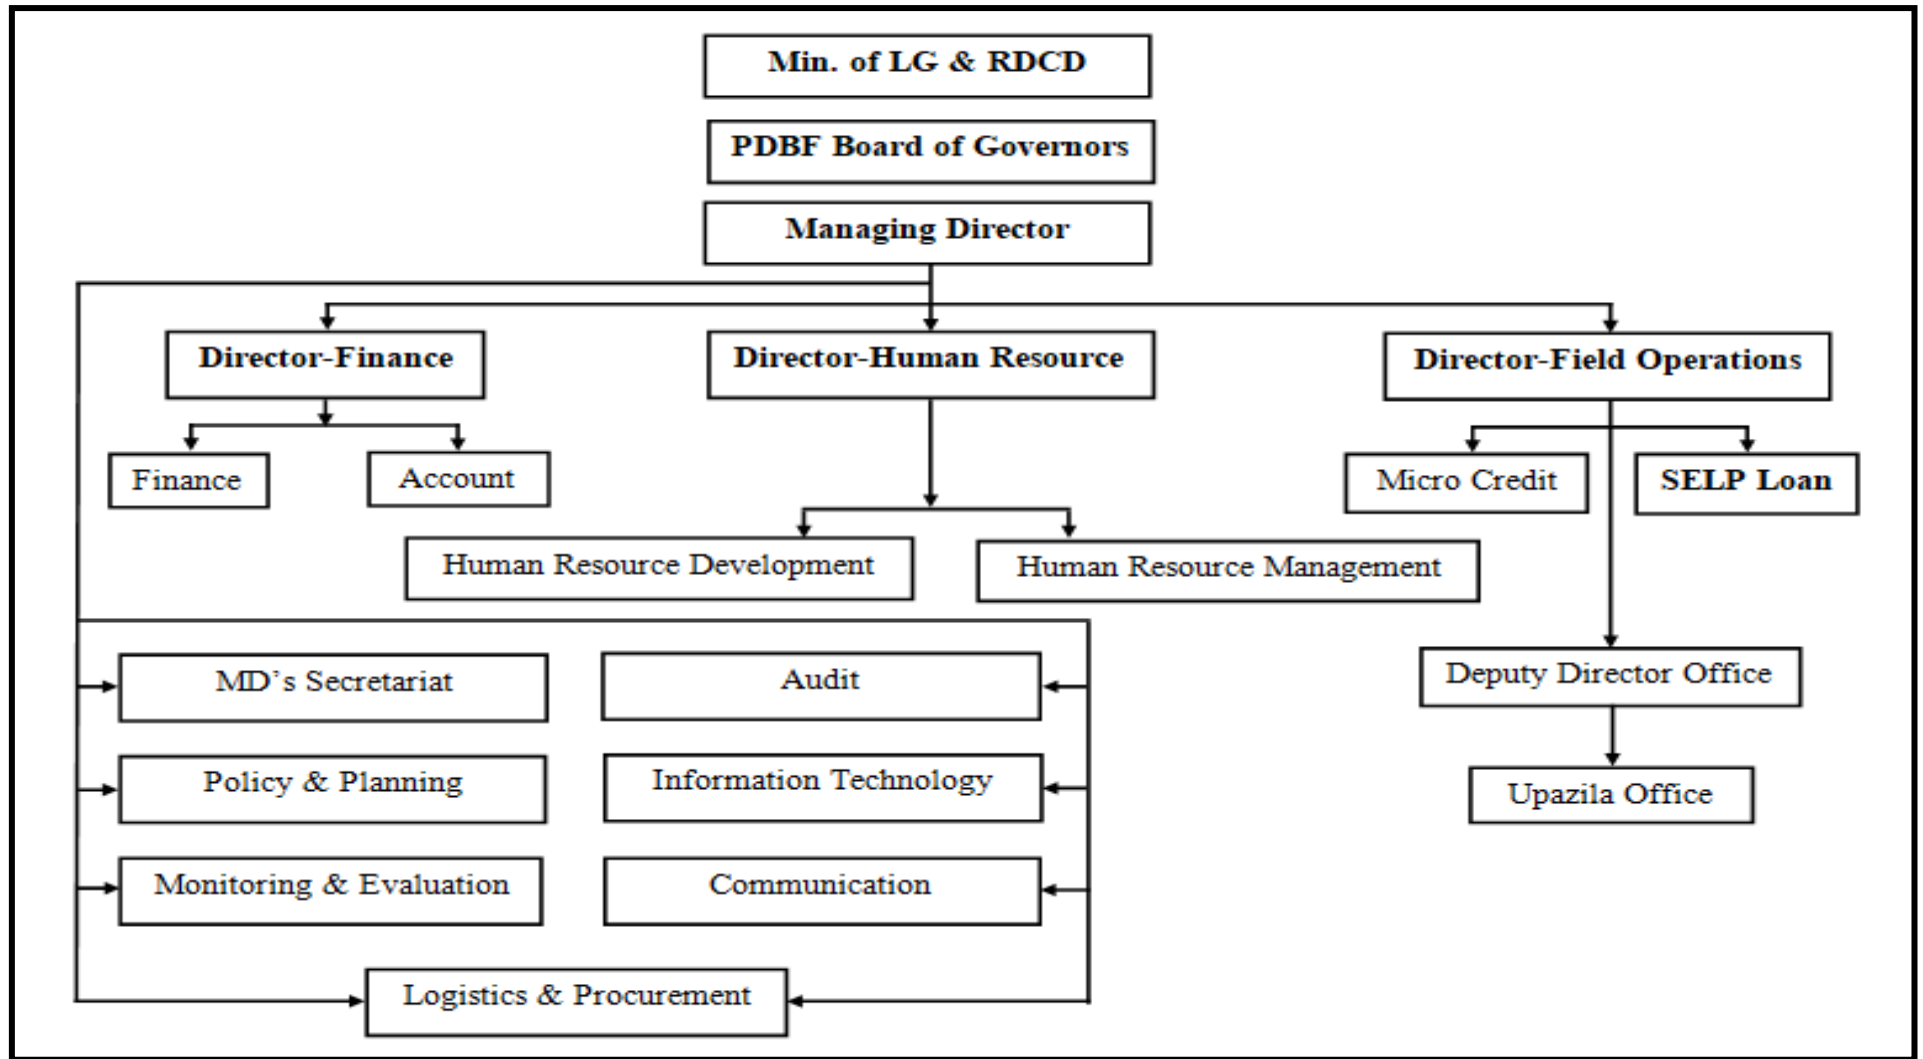 Min. of LG & RDCD
PDBF Board of Governors
Managing Director
Director-Finance
Director-Human Resource
Director-Field Operations
Finance
Account
Micro Credit
SELP Loan
Human Resource Development
Human Resource Management
MD's Secretariat
Audit
Deputy Director Office
Policy & Planning
Information Technology
Upazila Office
Monitoring & Evaluation
Communication
Logistics & Procurement